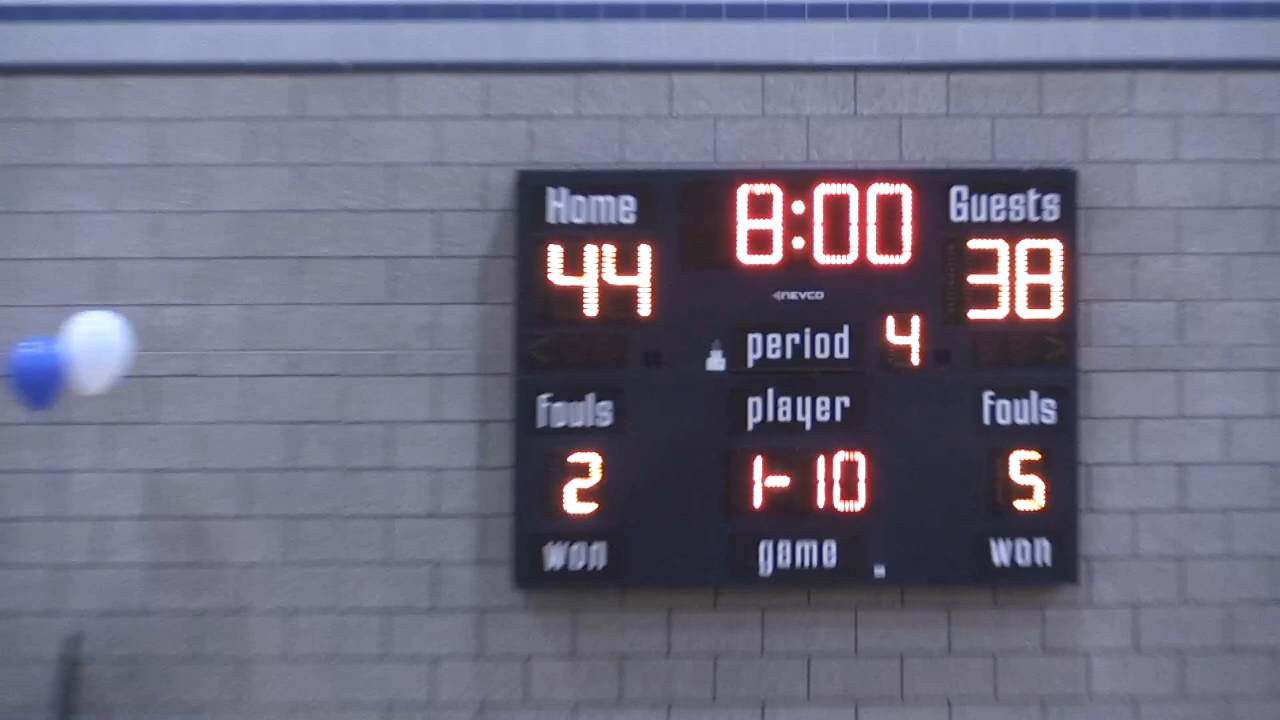 Home 8:00 Guests
44 38
NEVCO
period 4
fouls player fouls
2 1-10 5
won game won